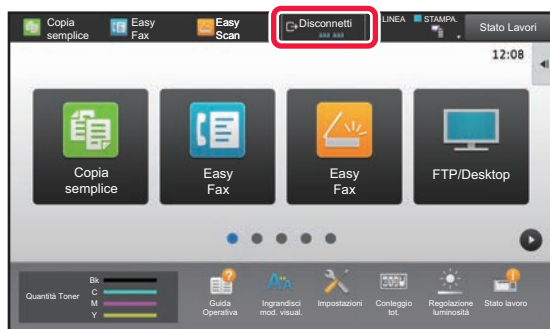 Copia
semplice
Easy
Fax
Easy
Scan
Disconnetti
LINEA
STAMPA.
Stato Lavori
12:08
Copia
semplice
Easy
Fax
Easy
Fax
FTP/Desktop
Quantità Toner
Bk
C
M
Y
Guida
Operativa
Ingrandisci
mod. visual.
Impostazioni
Conteggio
tot.
Regolazione
luminosità
Stato lavoro